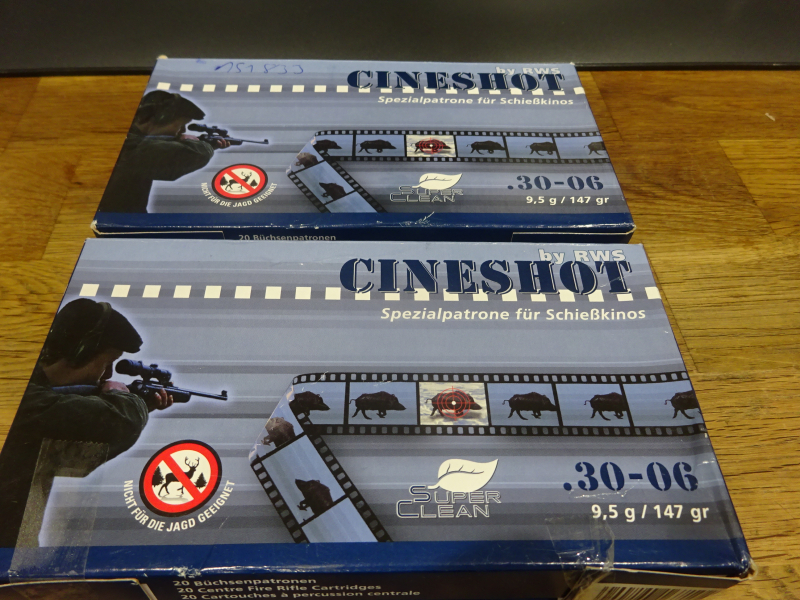 by RWS
CINESHOT
Spezialpatrone für Schießkinos
NICHT FÜR DIE JAGD GEEIGNET
SUPER
CLEAN
.30-06
9,5 g / 147 gr
20 Büchsenpatronen
by RWS
CINESHOT
Spezialpatrone für Schießkinos
NICHT FÜR DIE JAGD GEEIGNET
SUPER
CLEAN
.30-06
9,5 g / 147 gr
20 Büchsenpatronen
20 Centre Fire Rifle Cartridges
20 Cartouches à percussion centrale